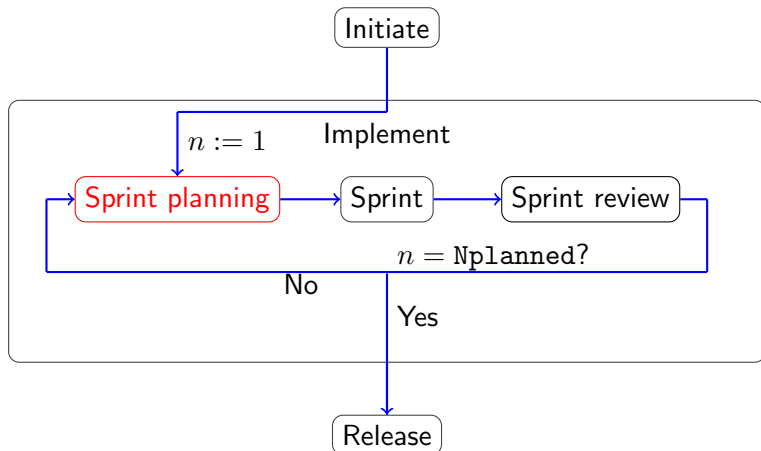 Initiate
Implement
n := 1
Sprint planning
Sprint
Sprint review
n = Nplanned?
No
Yes
Release